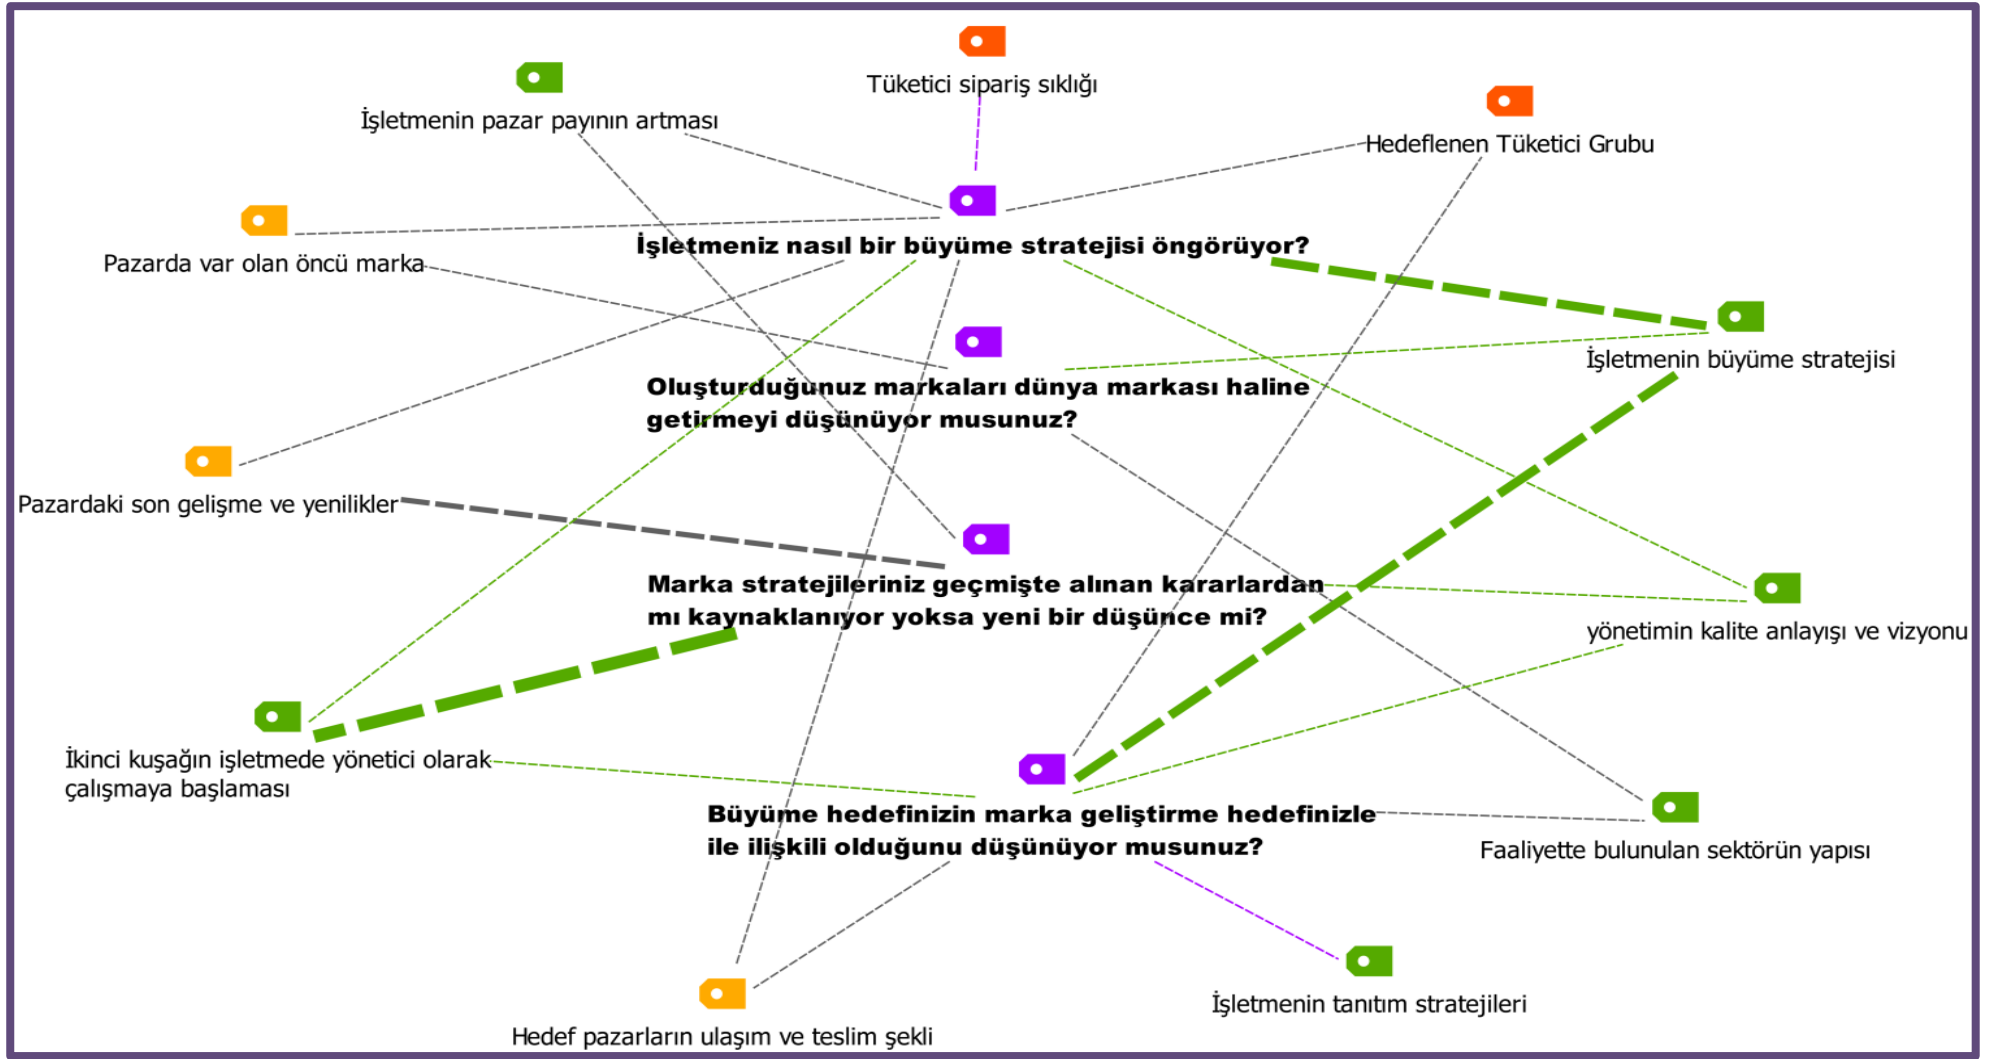 Tüketici sipariş sıklığı
İşletmenin pazar payının artması
Hedeflenen Tüketici Grubu
İşletmeniz nasıl bir büyüme stratejisi öngörüyor?
Pazarda var olan öncü marka
İşletmenin büyüme stratejisi
Oluşturduğunuz markaları dünya markası haline
getirmeyi düşünüyor musunuz?
Pazardaki son gelişme ve yenilikler
Marka stratejileriniz geçmişte alınan kararlardan
mı kaynaklanıyor yoksa yeni bir düşünce mi?
yönetimin kalite anlayışı ve vizyonu
İkinci kuşağın işletmede yönetici olarak
çalışmaya başlaması
Büyüme hedefinizin marka geliştirme hedefinizle
ile ilişkili olduğunu düşünüyor musunuz?
Faaliyette bulunulan sektörün yapısı
İşletmenin tanıtım stratejileri
Hedef pazarların ulaşım ve teslim şekli